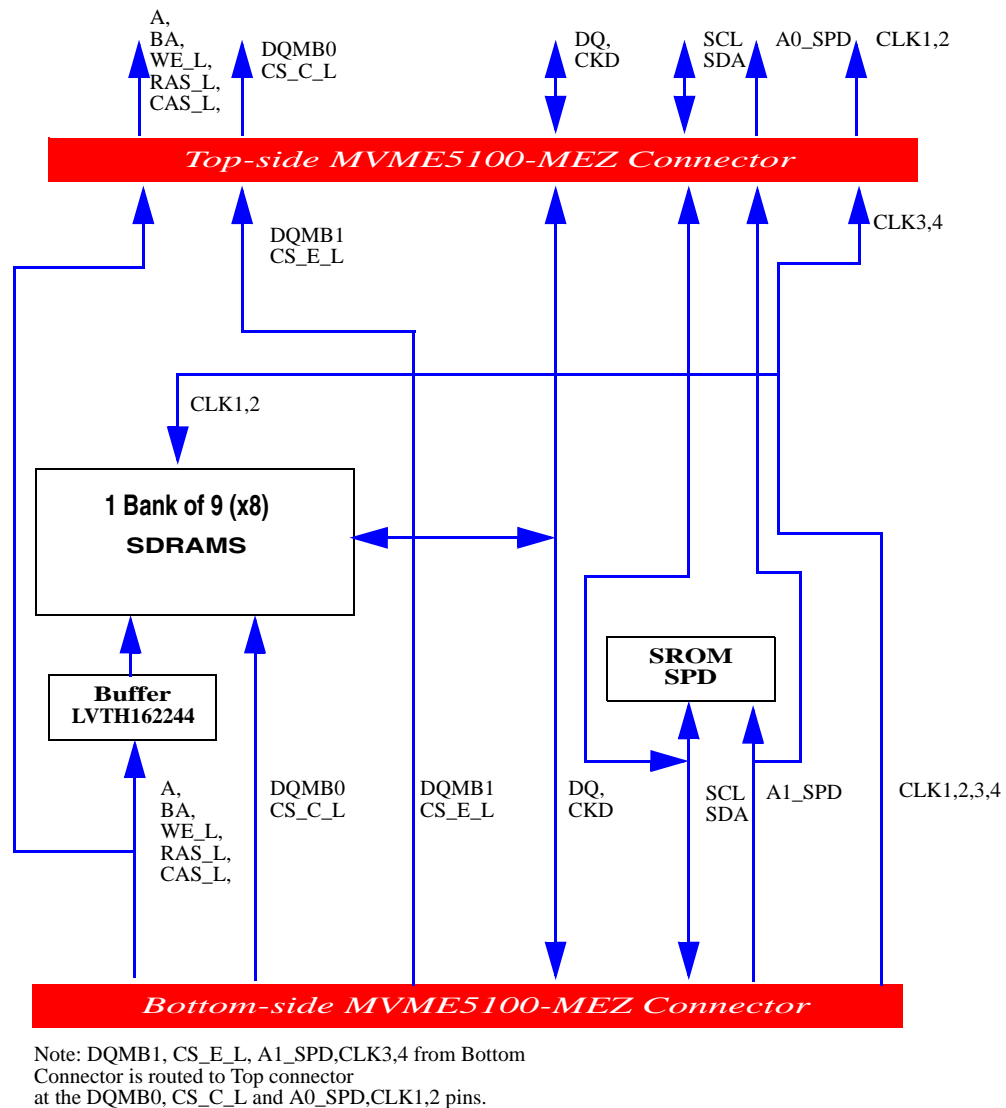 A,
BA,
WE_L,
RAS_L,
CAS_L,
DQMB0
CS_C_L
DQ,
CKD
SCL
SDA
A0_SPD
CLK1,2
Top-side MVME5100-MEZ Connector
DQMB1
CS_E_L
CLK3,4
CLK1,2
1 Bank of 9 (x8)
SDRAMS
SROM
SPD
Buffer
LVTH162244
A,
BA,
WE_L,
RAS_L,
CAS_L,
DQMB0
CS_C_L
DQMB1
CS_E_L
DQ,
CKD
SCL
SDA
A1_SPD
CLK1,2,3,4
Bottom-side MVME5100-MEZ Connector
Note: DQMB1, CS_E_L, A1_SPD,CLK3,4 from Bottom
Connector is routed to Top connector
at the DQMB0, CS_C_L and A0_SPD,CLK1,2 pins.